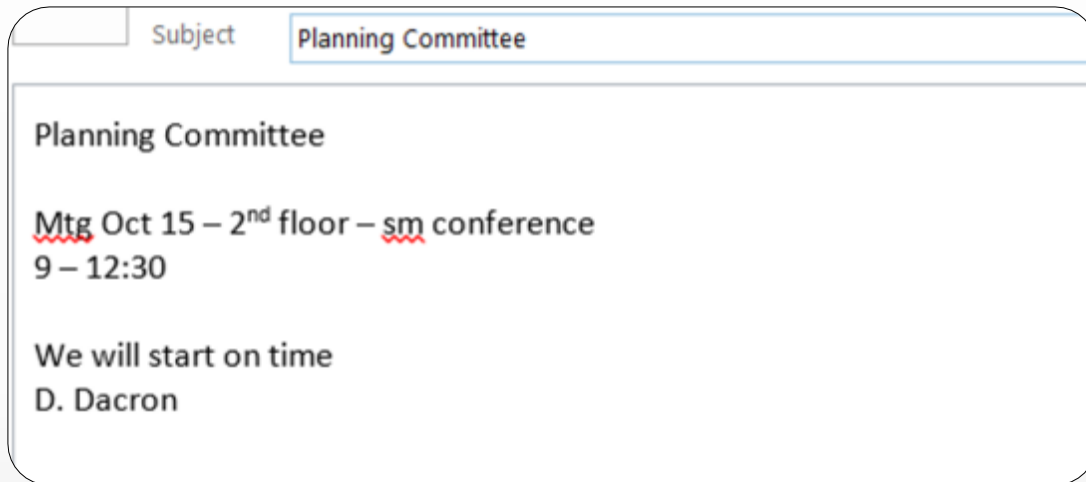 Subject Planning Committee
Planning Committee
Mtg Oct 15 – 2nd floor – sm conference
9 – 12:30
We will start on time
D. Dacron